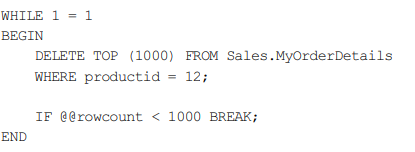 WHILE 1 = 1
BEGIN
    DELETE TOP (1000) FROM Sales.MyOrderDetails
    WHERE productid = 12;

    IF @@rowcount < 1000 BREAK;
END